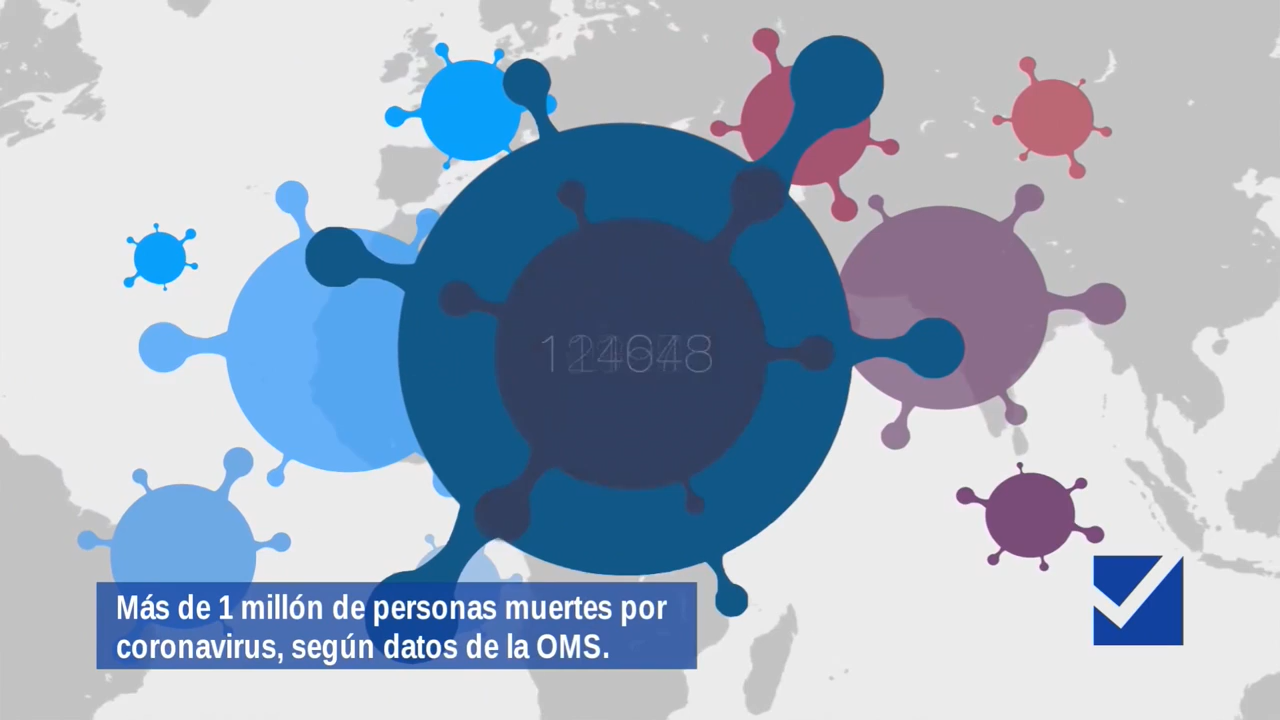 Más de 1 millón de personas muertes por
coronavirus, según datos de la OMS.